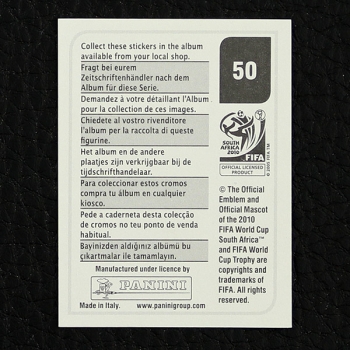 Collect these stickers in the album
available from your local shop.
Fragt bei eurem
Zeitschriftenhändler nach dem
Album für diese Serie.
Demandez à votre détaillant l'Album
pour la collection de ces images.
Chiedete al vostro rivenditore
l'album per la raccolta di queste
figurine.
Het album en de andere
plaatjes zijn verkrijgbaar bij de
tijdschrifthandelaar.
Para coleccionar estos cromos
compra tu álbum en cualquier
kiosco.
Pede a caderneta desta colecção
de cromos no teu ponto de venda
habitual.
Bayinizden aldığınız albümü bu
çıkartmalar ile tamamlayın.
Manufactured under licence by
PANINI
Made in Italy.
www.paninigroup.com
50
SOUTH AFRICA
2010
FIFA
OFFICIAL LICENSED
PRODUCT
© 2005 FIFA TM
© The Official
Emblem and
Official Mascot
of the 2010
FIFA World Cup
South Africa™
and FIFA World
Cup Trophy are
copyrights and
trademarks of
FIFA. All rights
reserved.